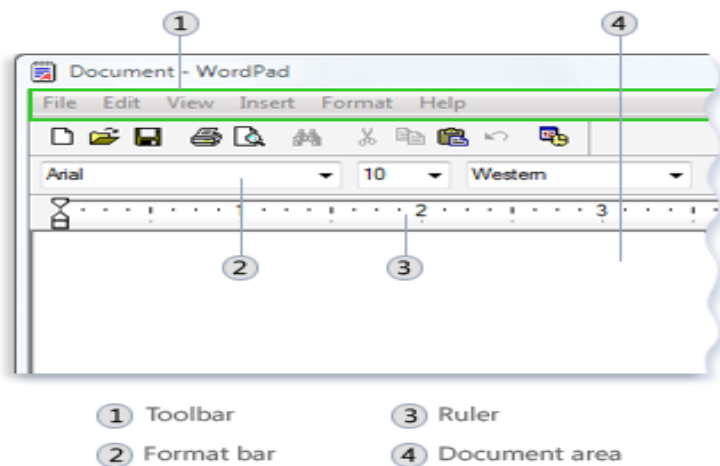 1 4
Document - WordPad
File Edit View Insert Format Help
Arial 10 Western
1 2 3
2 3
1 Toolbar 3 Ruler
2 Format bar 4 Document area